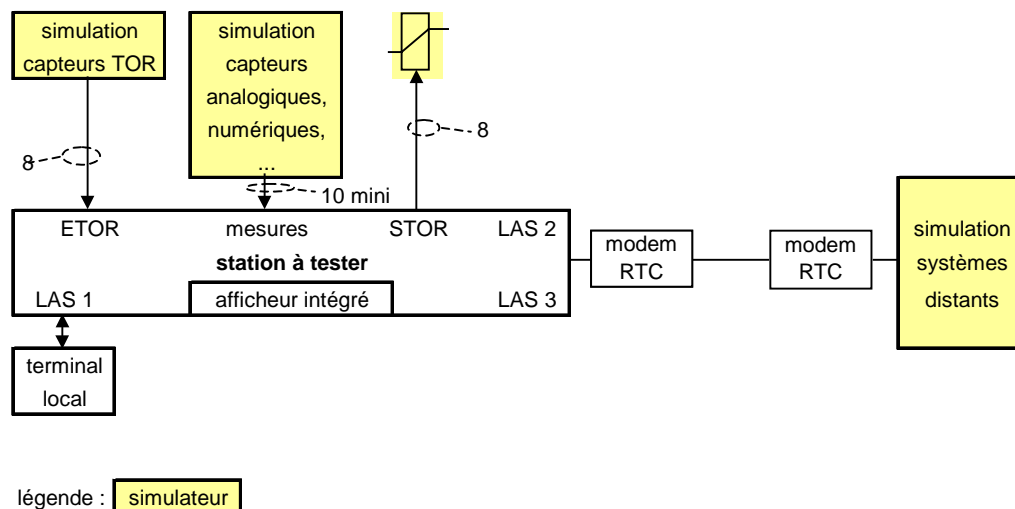 simulation
capteurs TOR
simulation
capteurs
analogiques,
numériques,
...
8
8
10 mini
ETOR
mesures
STOR
LAS 2
station à tester
LAS 1
afficheur intégré
LAS 3
modem
RTC
modem
RTC
simulation
systèmes
distants
terminal
local
légende :
simulateur